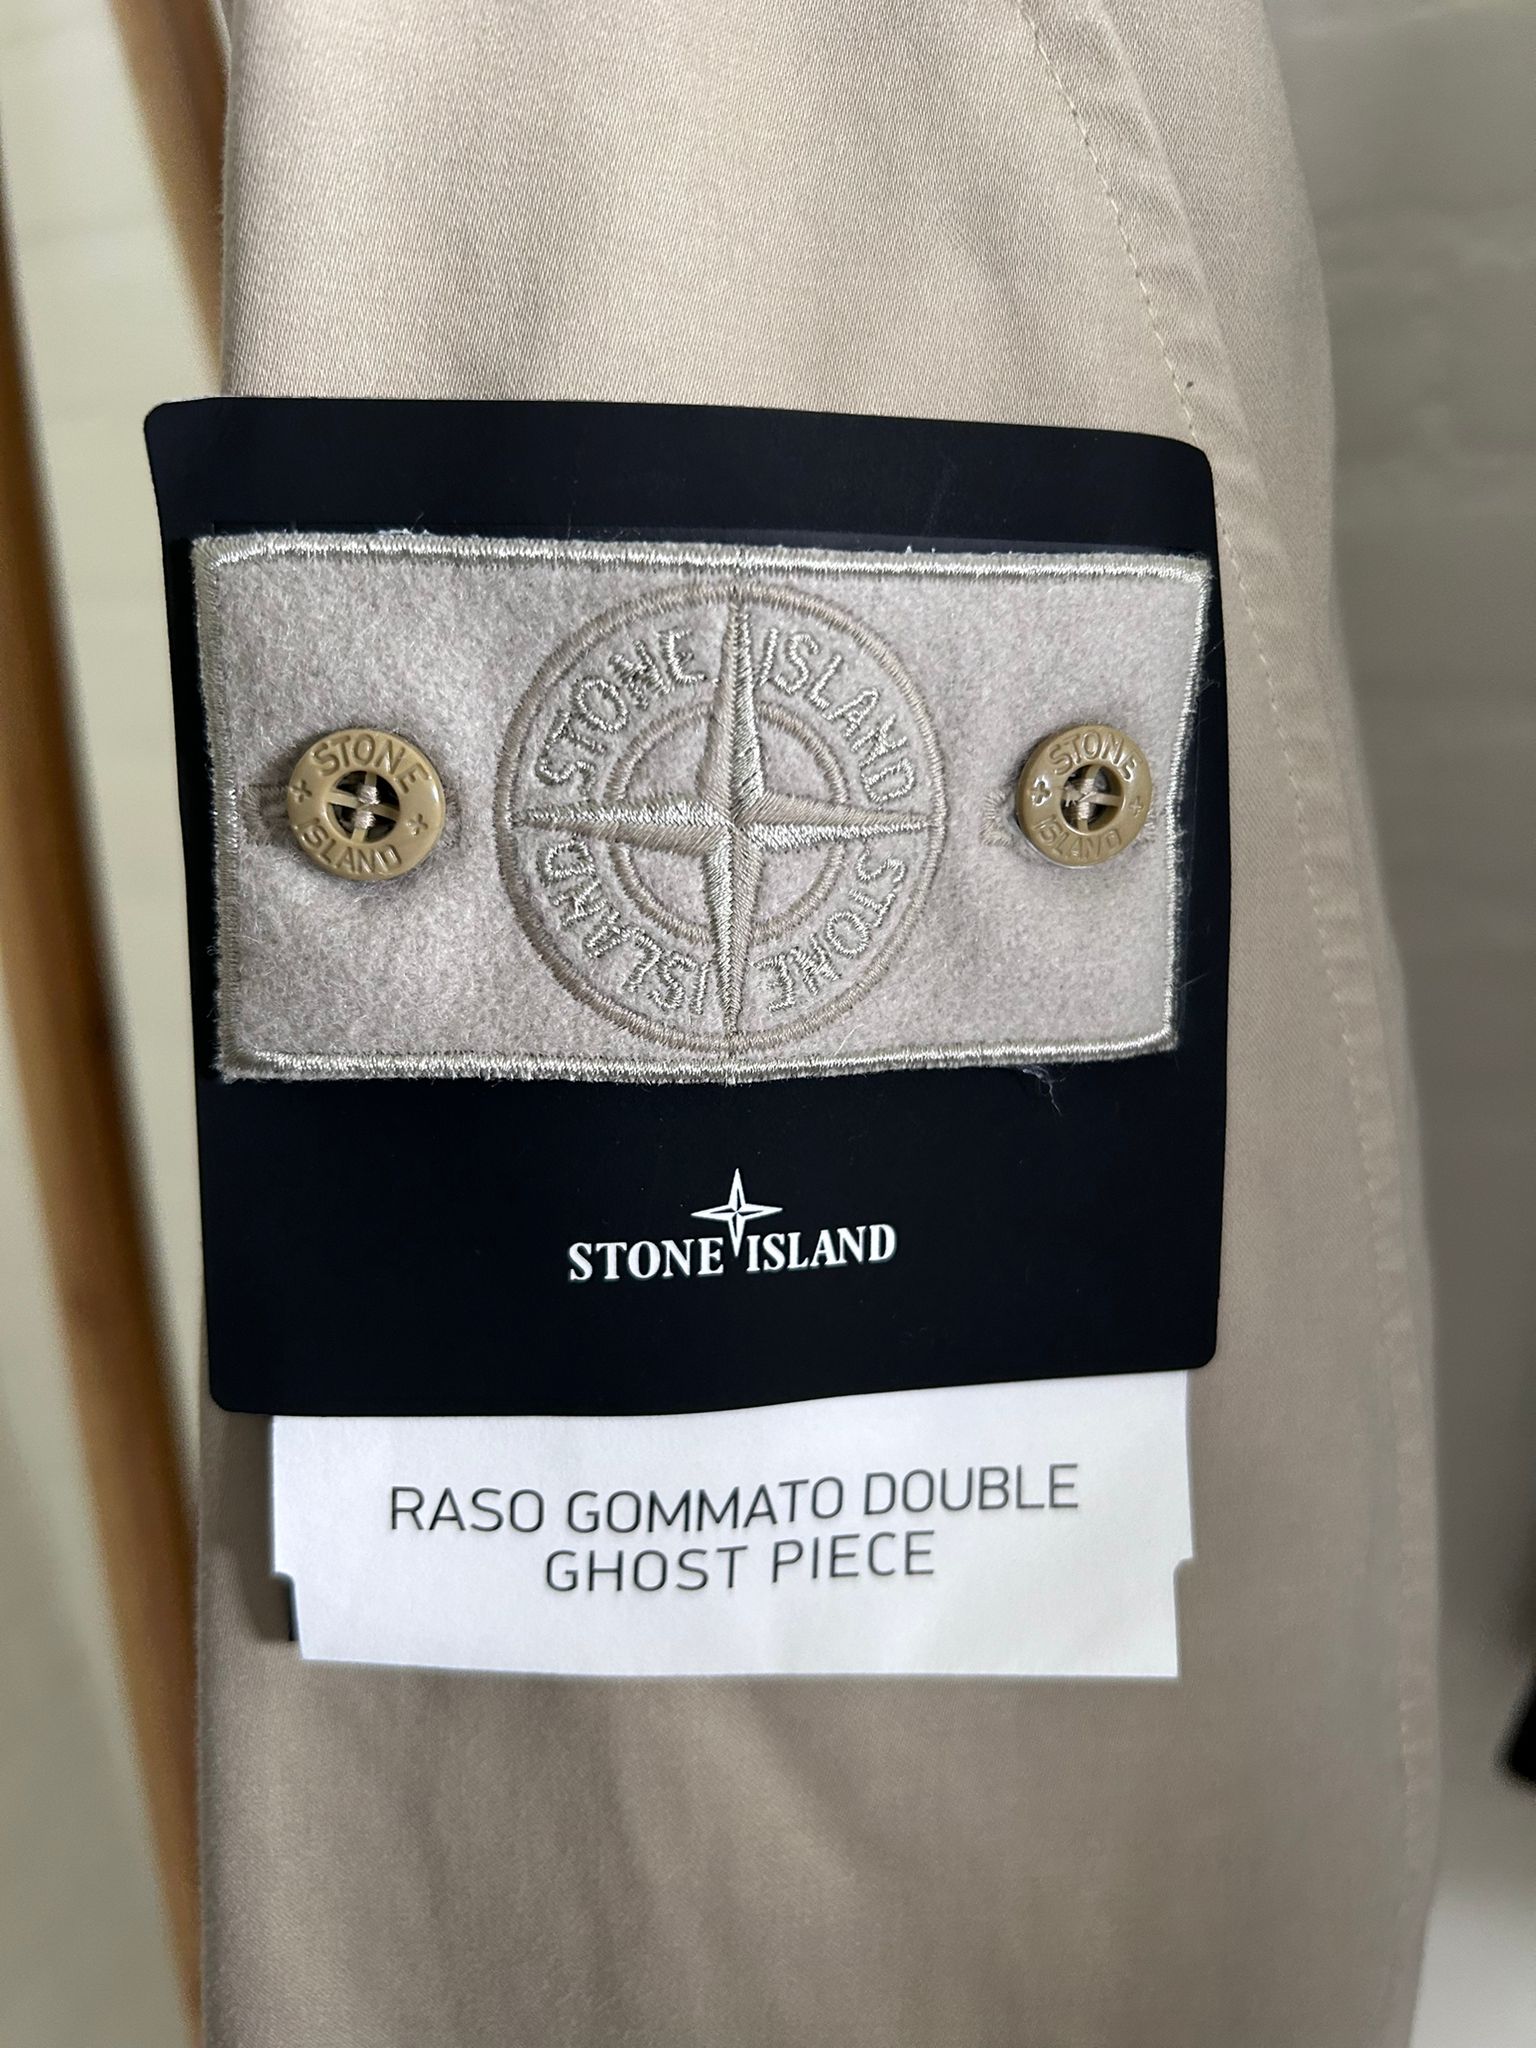 STONE ISLAND
STONE ISLAND
STONE
ISLAND
STONE
ISLAND
STONE ISLAND
RASO GOMMATO DOUBLE
GHOST PIECE